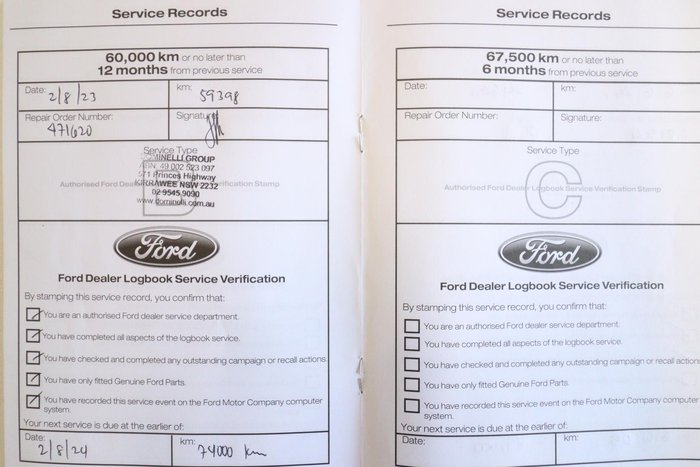 Service Records
60,000 km or no later than
12 months from previous service
Date: 2/8/23
km: 59398
Repair Order Number: 471620
Signature:
Service Type
DOMINELLI GROUP
ABN: 49 002 523 097
571 Princes Highway
KIRRAWEE NSW 2232
02 9545 9090
www.dominelli.com.au
Authorised Ford Dealer Logbook Service Verification Stamp
Ford
Ford Dealer Logbook Service Verification
By stamping this service record, you confirm that:
You are an authorised Ford dealer service department.
You have completed all aspects of the logbook service.
You have checked and completed any outstanding campaign or recall actions.
You have only fitted Genuine Ford Parts.
You have recorded this service event on the Ford Motor Company computer
system.
Your next service is due at the earlier of:
Date: 2/8/24
km: 74000 km
Service Records
67,500 km or no later than
6 months from previous service
Date:
km:
Repair Order Number:
Signature:
Service Type
C
Authorised Ford Dealer Logbook Service Verification Stamp
Ford
Ford Dealer Logbook Service Verification
By stamping this service record, you confirm that:
You are an authorised Ford dealer service department.
You have completed all aspects of the logbook service.
You have checked and completed any outstanding campaign or recall actions
You have only fitted Genuine Ford Parts.
You have recorded this service event on the Ford Motor Company computer
system.
Your next service is due at the earlier of:
Date:
km: